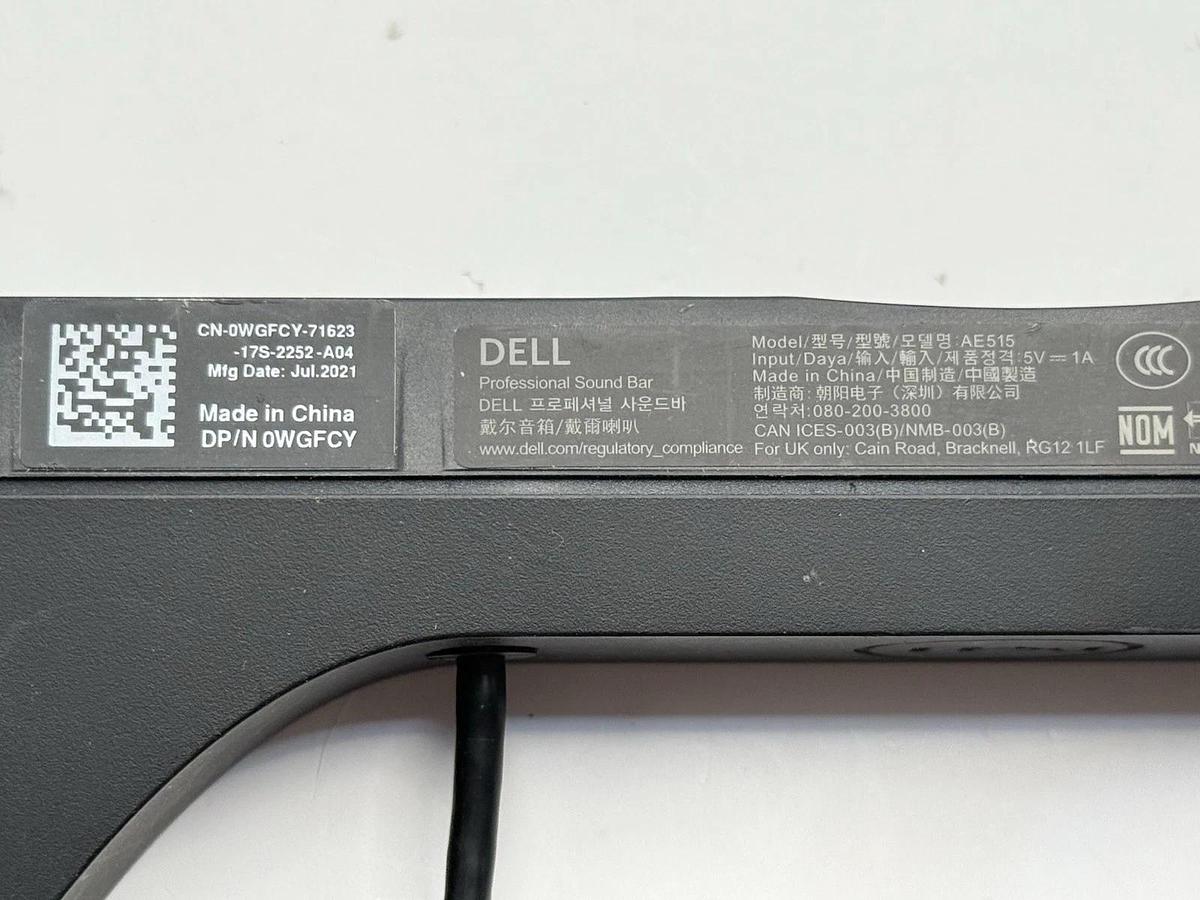 CN-0WGFCY-71623
-17S-2252-A04
Mfg Date: Jul.2021
Made in China
DP/N 0WGFCY
DELL
Professional Sound Bar
DELL 프로페셔널 사운드바
戴尔音箱/戴爾喇叭
www.dell.com/regulatory_compliance
Model/型号/型號/모델명:AE515
Input/Daya/输入/輸入/제품정격:5V⎓1A
Made in China/中国制造/中國製造
制造商: 朝阳电子（深圳）有限公司
연락처:080-200-3800
CAN ICES-003(B)/NMB-003(B)
For UK only: Cain Road, Bracknell, RG12 1LF
CCC
NOM